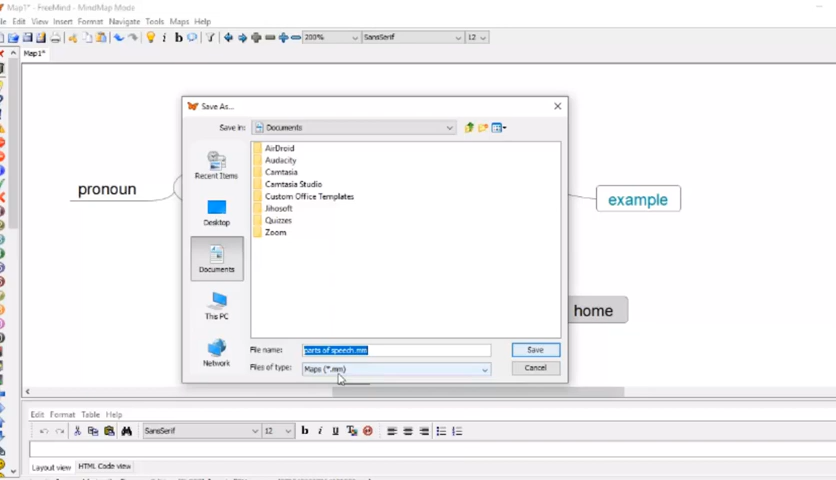 Map1* - FreeMind - MindMap Mode
Edit View Insert Format Navigate Tools Maps Help
i b 200% SansSerif 12
Map1*
Save As...
Save in: Documents
AirDroid
Audacity
Camtasia
Camtasia Studio
Custom Office Templates
Jihosoft
Quizzes
Zoom
Recent Items
Desktop
Documents
This PC
Network
pronoun
example
home
File name: parts of speech.mm Save
Files of type: Maps (*.mm) Cancel
Edit Format Table Help
SansSerif 12 b i U
Layout view HTML Code view